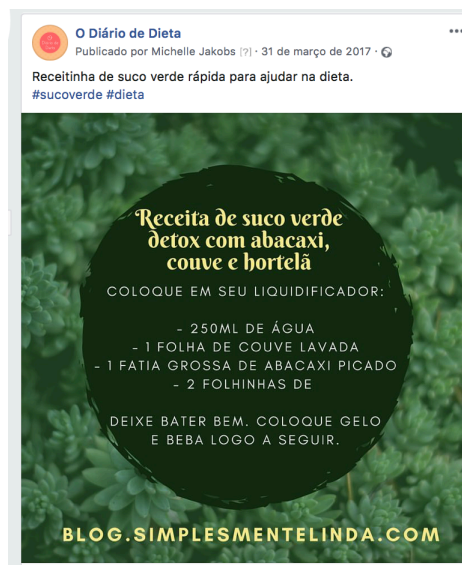 O Diário de Dieta
Publicado por Michelle Jakobs [?] · 31 de março de 2017 ·
Receitinha de suco verde rápida para ajudar na dieta.
#sucoverde #dieta
Receita de suco verde
detox com abacaxi,
couve e hortelã
COLOQUE EM SEU LIQUIDIFICADOR:
- 250ML DE ÁGUA
- 1 FOLHA DE COUVE LAVADA
- 1 FATIA GROSSA DE ABACAXI PICADO
- 2 FOLHINHAS DE
DEIXE BATER BEM. COLOQUE GELO
E BEBA LOGO A SEGUIR.
BLOG.SIMPLESMENTELINDA.COM